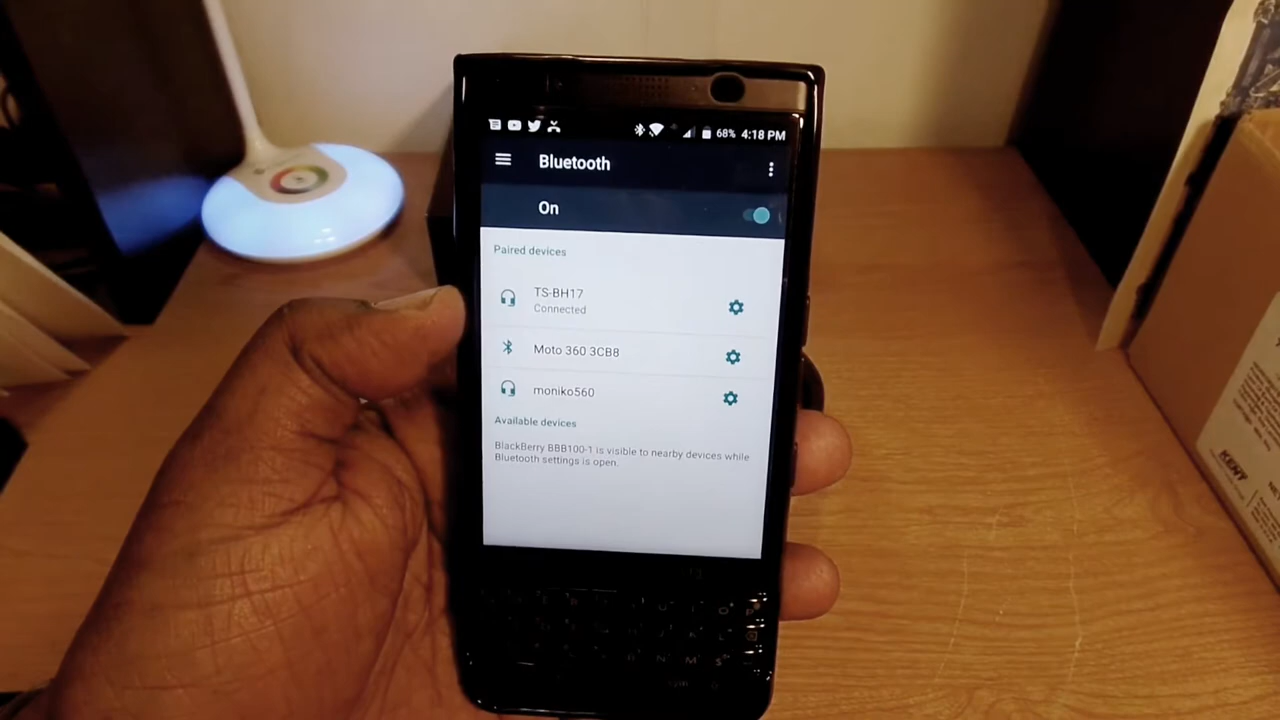 68% 4:18 PM
Bluetooth
On
Paired devices
TS-BH17
Connected
Moto 360 3CB8
moniko560
Available devices
BlackBerry BBB100-1 is visible to nearby devices while
Bluetooth settings is open.
KENT